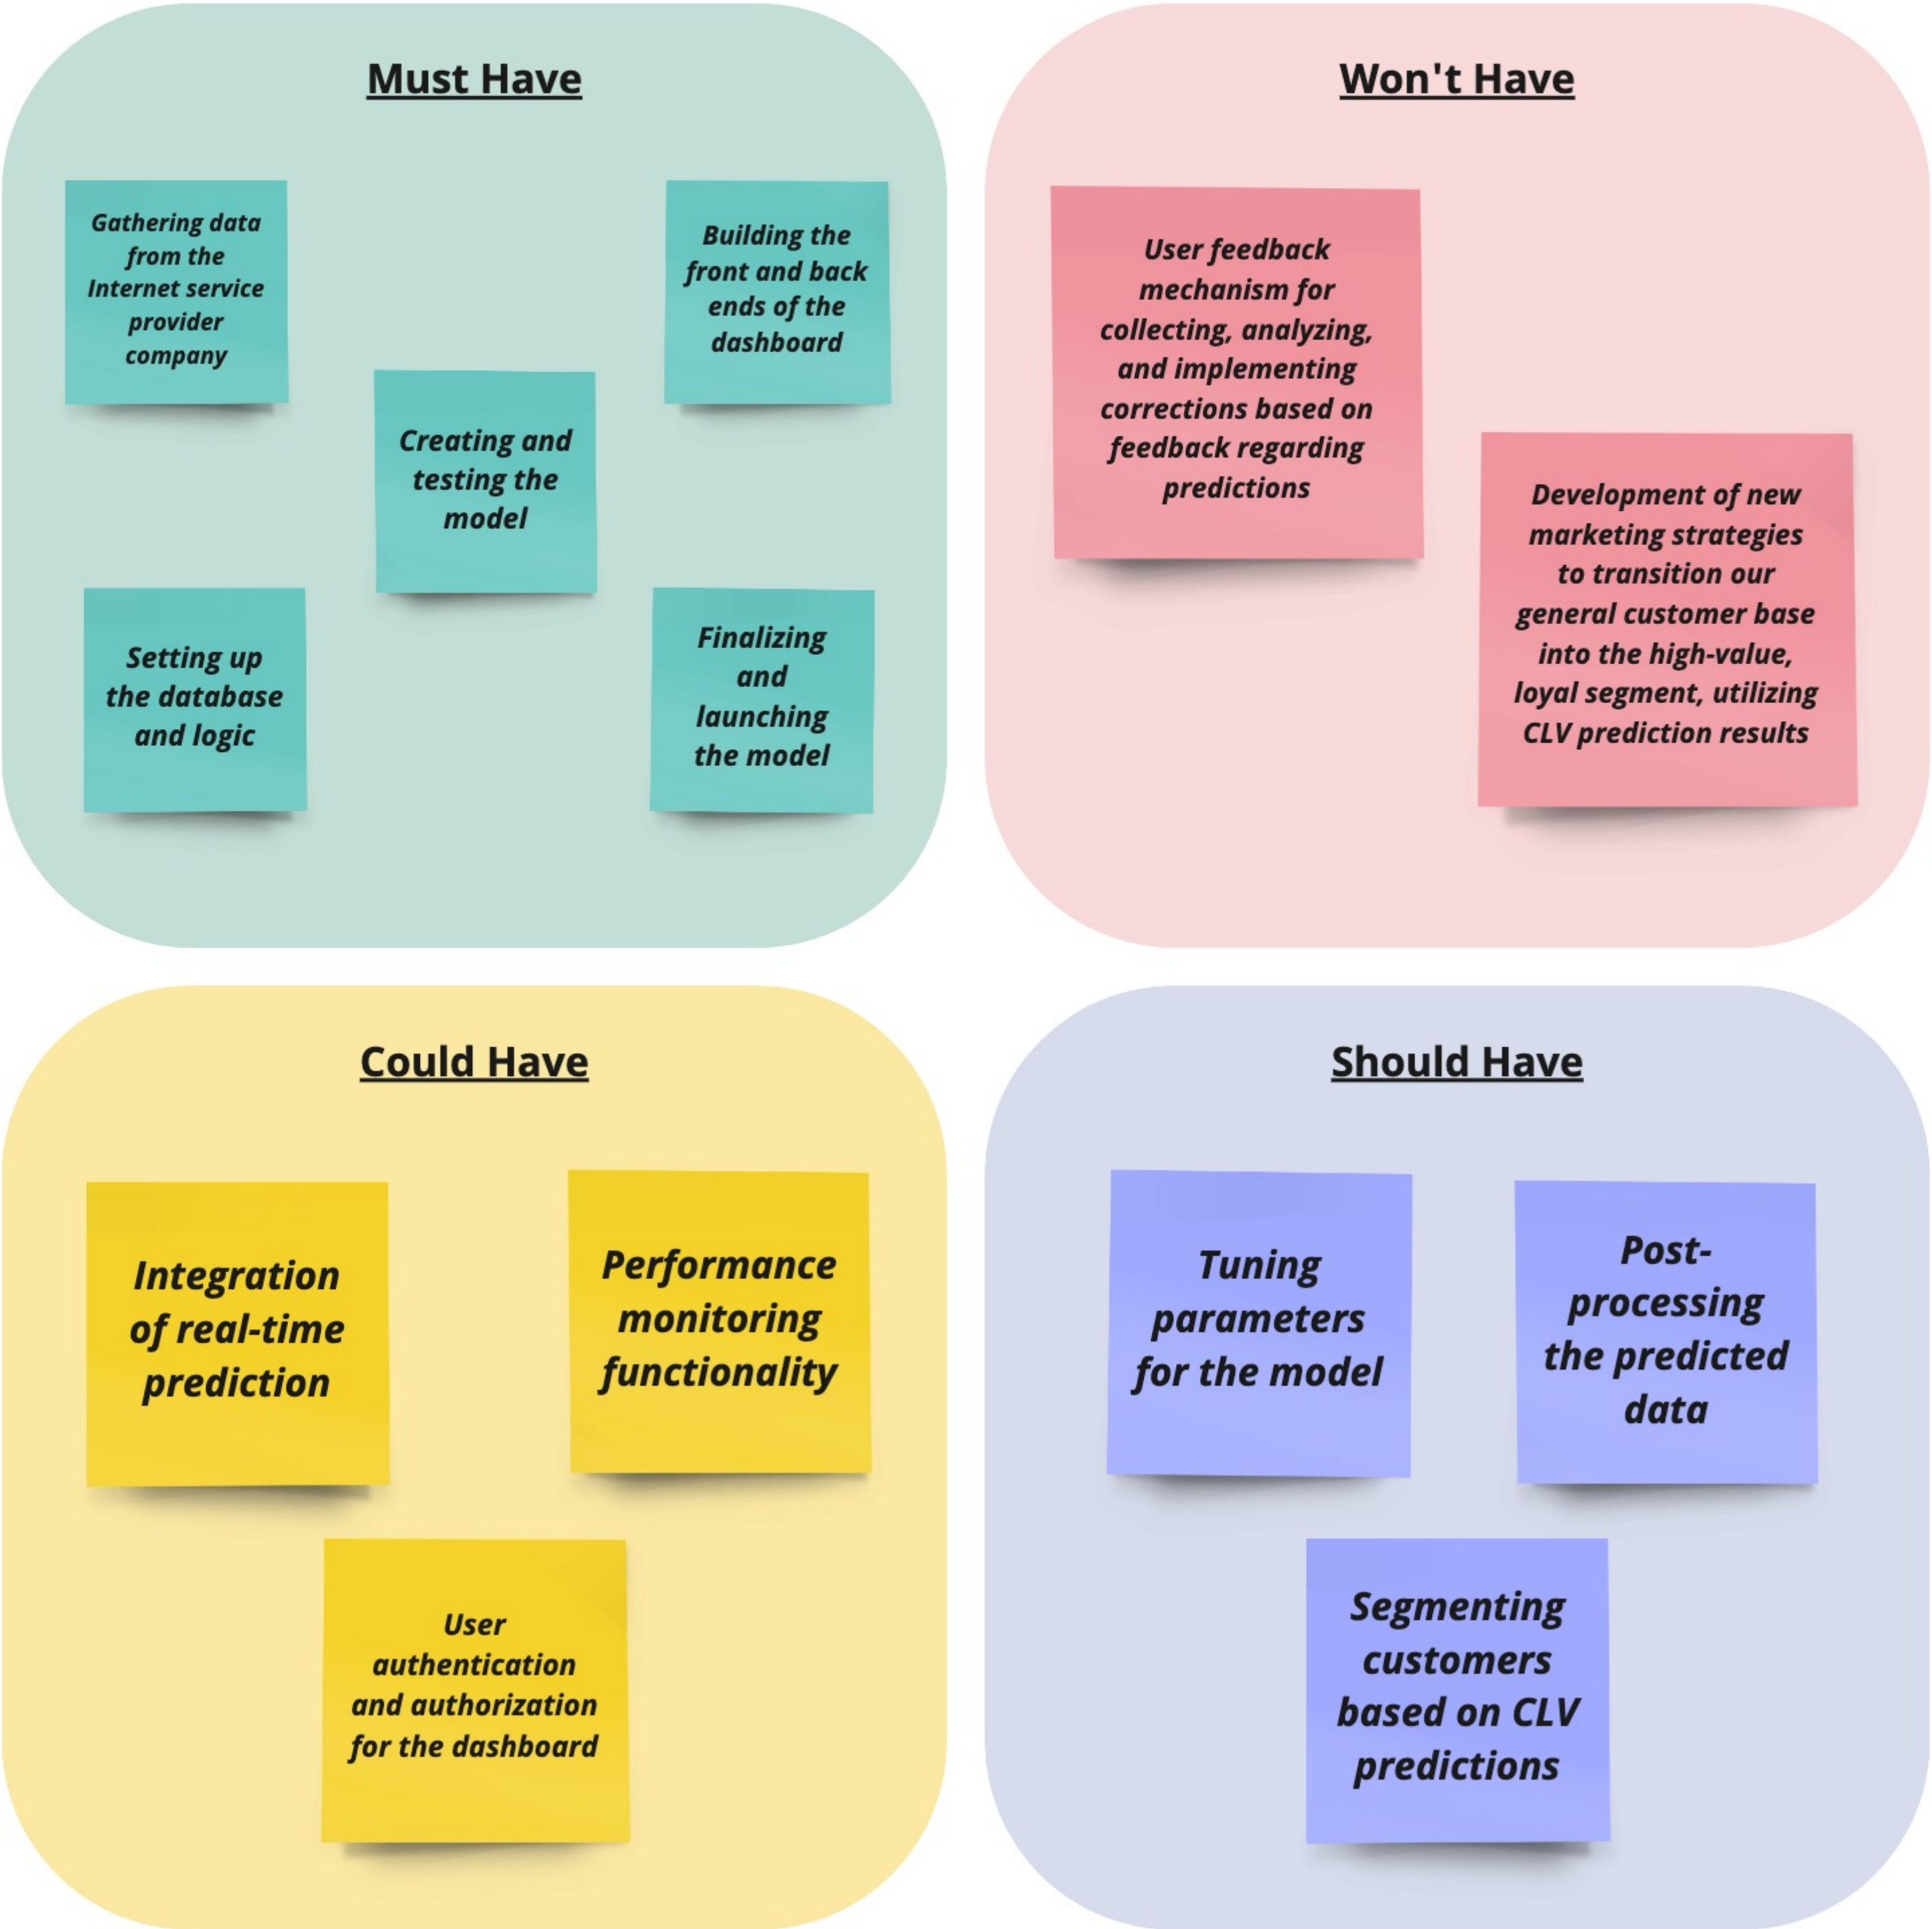 Must Have
Gathering data
from the
Internet service
provider
company
Building the
front and back
ends of the
dashboard
Creating and
testing the
model
Setting up
the database
and logic
Finalizing
and
launching
the model
Won't Have
User feedback
mechanism for
collecting, analyzing,
and implementing
corrections based on
feedback regarding
predictions
Development of new
marketing strategies
to transition our
general customer base
into the high-value,
loyal segment, utilizing
CLV prediction results
Could Have
Integration
of real-time
prediction
Performance
monitoring
functionality
User
authentication
and authorization
for the dashboard
Should Have
Tuning
parameters
for the model
Post-
processing
the predicted
data
Segmenting
customers
based on CLV
predictions